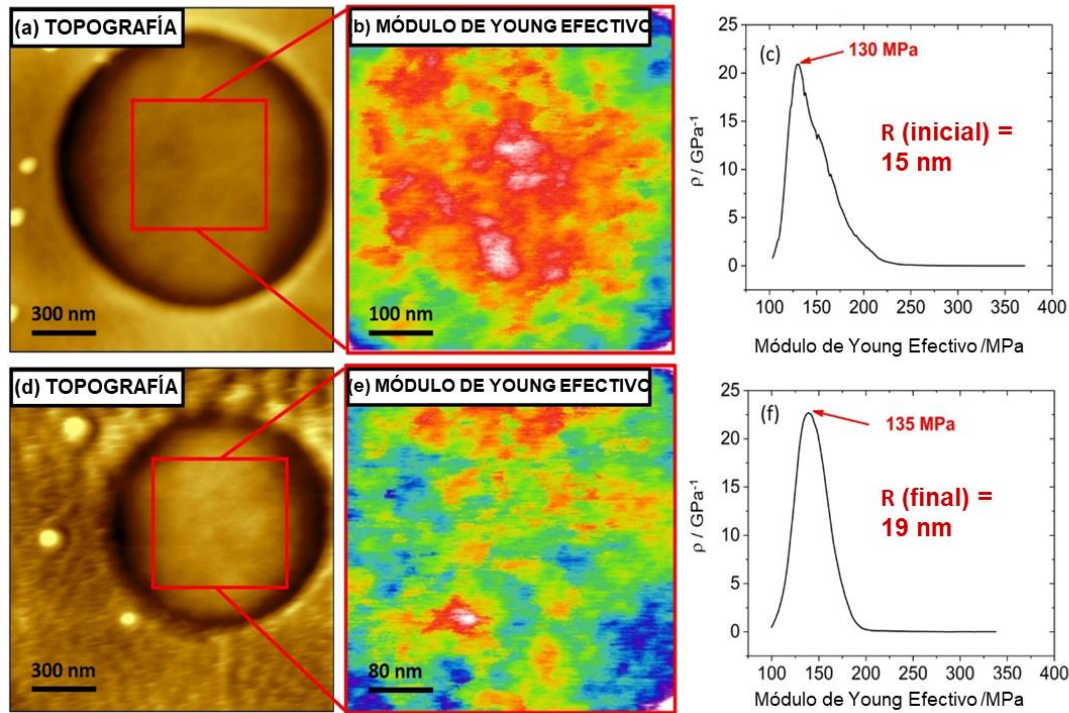 (a) TOPOGRAFÍA
300 nm
b) MÓDULO DE YOUNG EFECTIVO
100 nm
(c)
130 MPa
R (inicial) =
15 nm
25
20
15
10
5
0
ρ / GPa⁻¹
100 150 200 250 300 350 400
Módulo de Young Efectivo /MPa
(d) TOPOGRAFÍA
300 nm
(e) MÓDULO DE YOUNG EFECTIVO
80 nm
(f)
135 MPa
R (final) =
19 nm
25
20
15
10
5
0
ρ / GPa⁻¹
100 150 200 250 300 350 400
Módulo de Young Efectivo /MPa